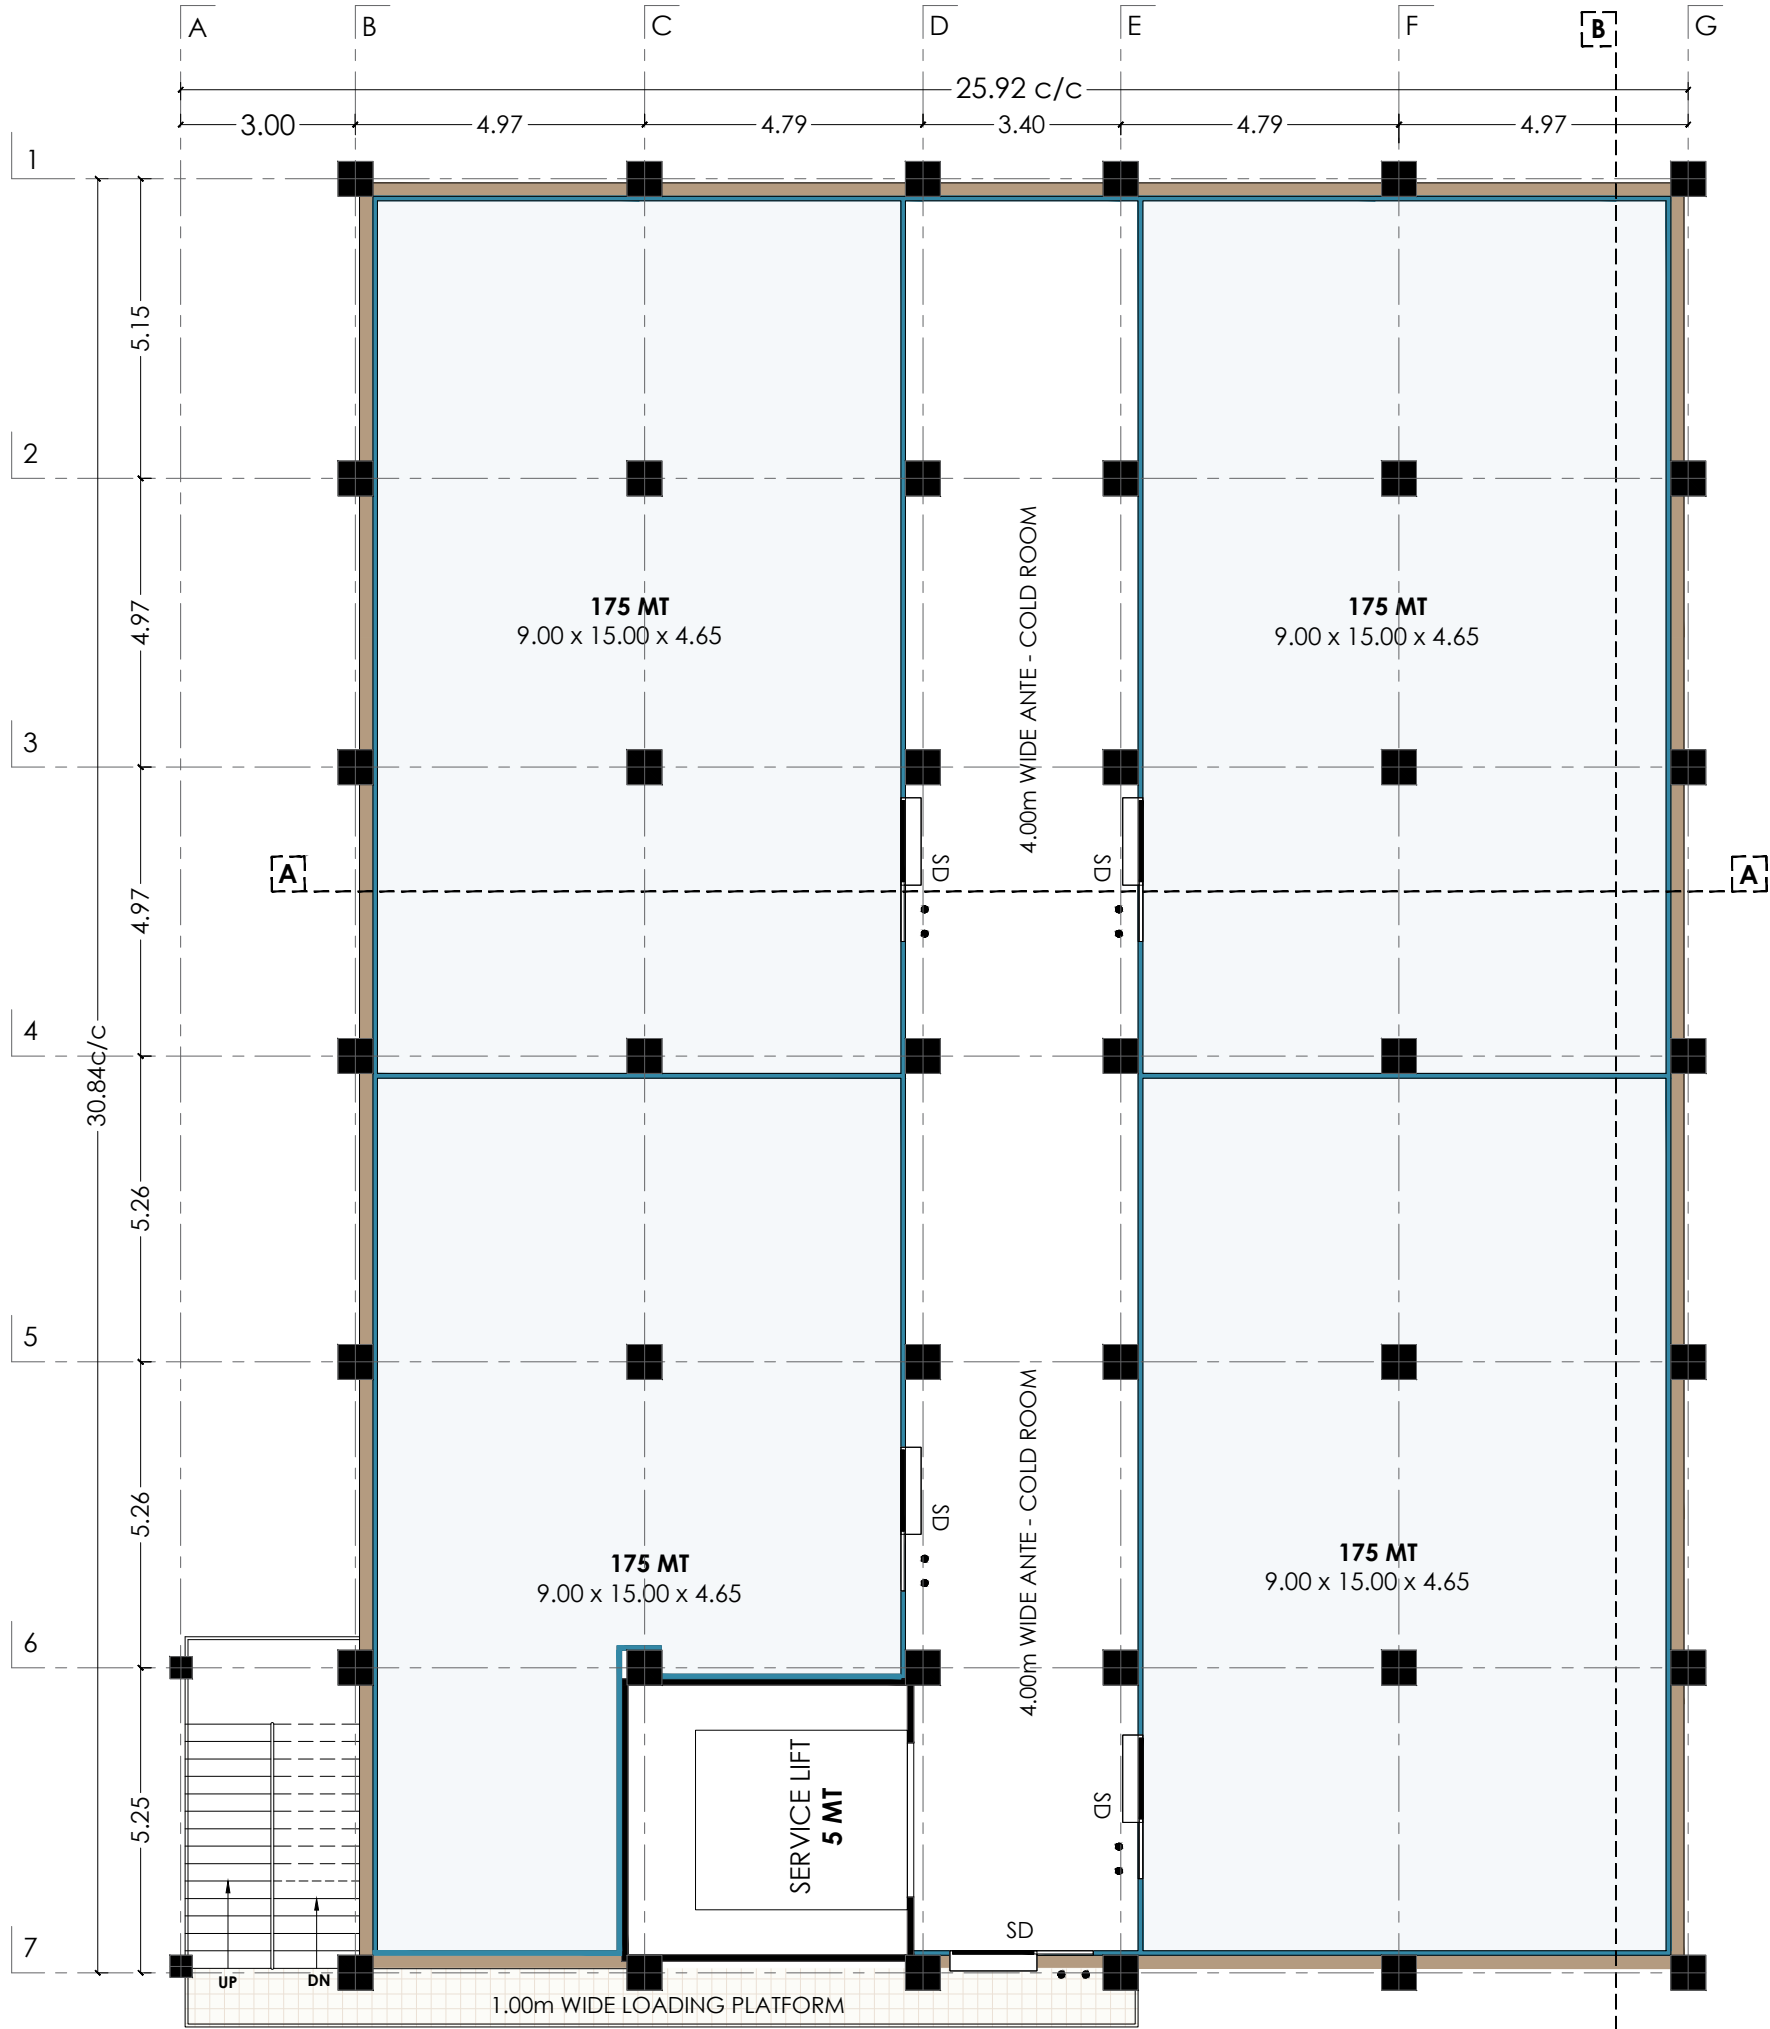 A
B
C
D
E
F
B
G
25.92 c/c
3.00
4.97
4.79
3.40
4.79
4.97
1
5.15
2
4.97
175 MT
9.00 x 15.00 x 4.65
4.00m WIDE ANTE - COLD ROOM
175 MT
9.00 x 15.00 x 4.65
3
A
4.97
SD
SD
A
4
30.84c/c
5.26
5
5.26
SD
4.00m WIDE ANTE - COLD ROOM
175 MT
9.00 x 15.00 x 4.65
175 MT
9.00 x 15.00 x 4.65
6
5.25
SERVICE LIFT
5 MT
SD
SD
7
UP
DN
1.00m WIDE LOADING PLATFORM